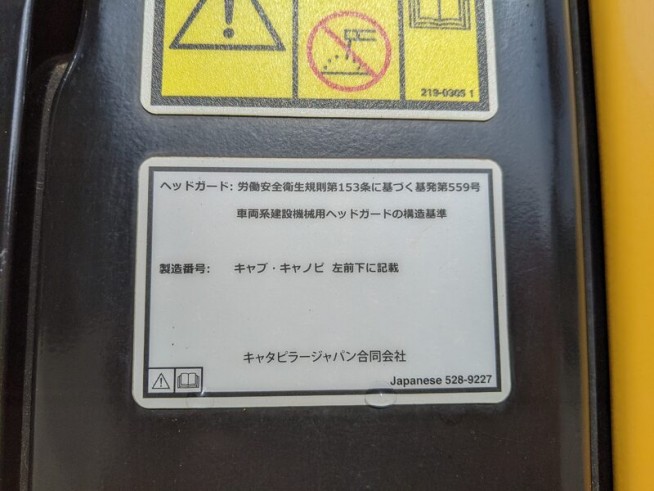 219-0305 1
ヘッドガード: 労働安全衛生規則第153条に基づく基発第559号
車両系建設機械用ヘッドガードの構造基準
製造番号: キャブ・キャノピ 左前下に記載
キャタピラージャパン合同会社
Japanese 528-9227